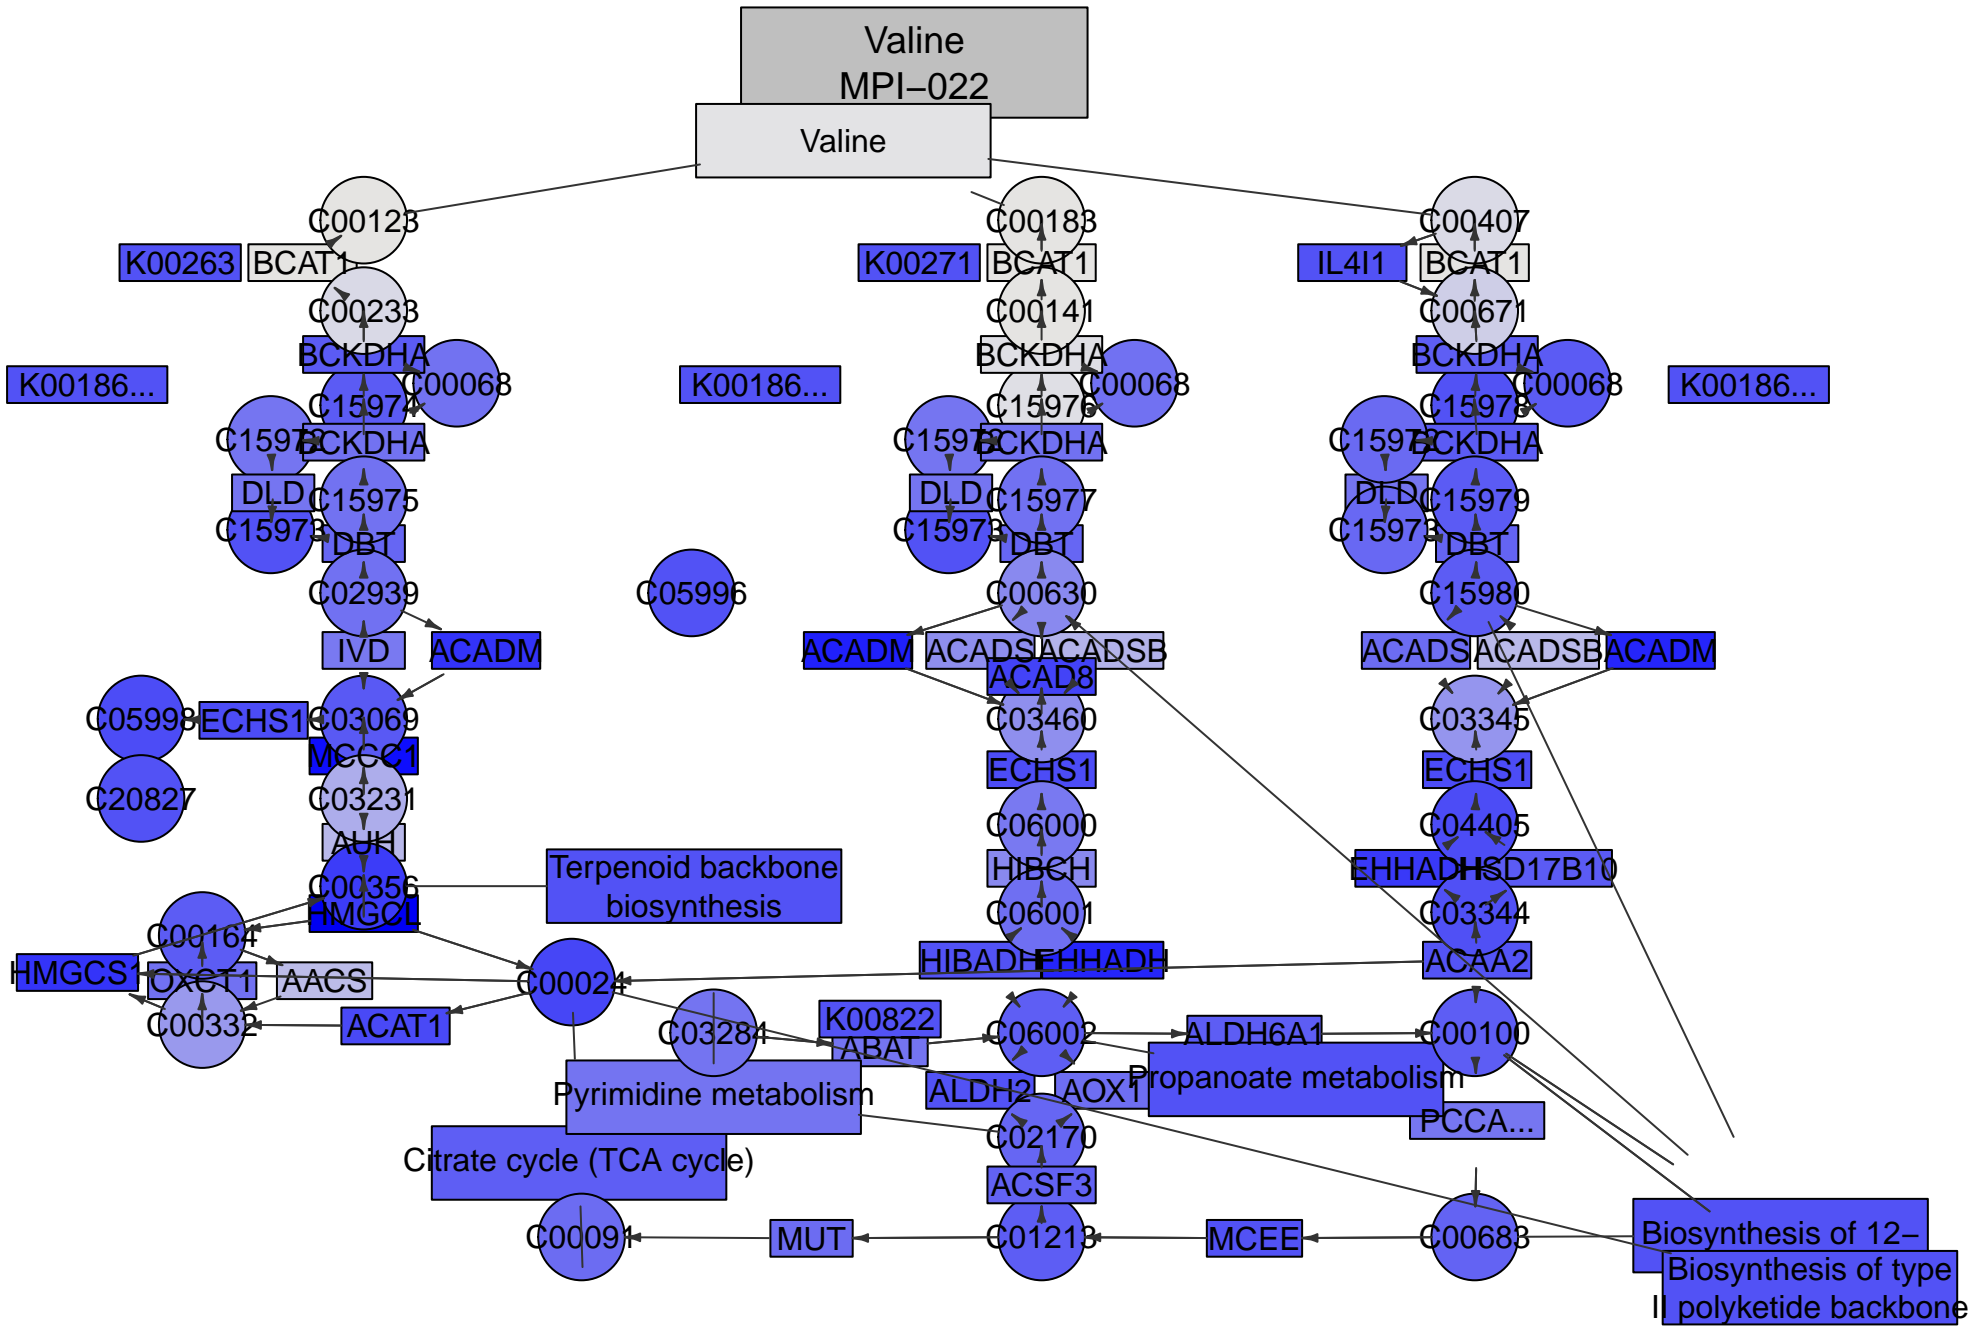 Valine
MPI–022
Valine
C00123
C00183
C00407
K00263
BCAT1
K00271
BCAT1
IL4I1
BCAT1
C00233
C00141
C00671
BCKDHA
BCKDHA
BCKDHA
K00186...
C00068
K00186...
C00068
C00068
K00186...
C15974
C15976
C15978
C15972
BCKDHA
C15972
BCKDHA
C15972
BCKDHA
DLD
C15975
DLD
C15977
DLD
C15979
C15973
DBT
C15973
DBT
C15973
DBT
C02939
C05996
C00630
C15980
IVD
ACADM
ACADM
ACADS
ACADSB
ACADS
ACADSB
ACADM
ACAD8
C05998
ECHS1
C03069
C03460
C03345
MCCC1
ECHS1
ECHS1
C20827
C03231
C06000
C04405
AUH
HIBCH
EHHADH
HSD17B10
C00356
Terpenoid backbone
biosynthesis
HMGCL
C06001
C03344
C00164
HMGCS1
OXCT1
AACS
C00024
HIBADH
EHHADH
ACAA2
C00332
ACAT1
C03284
K00822
ABAT
C06002
ALDH6A1
C00100
Pyrimidine metabolism
ALDH2
AOX1
Propanoate metabolism
PCCA...
C02170
Citrate cycle (TCA cycle)
ACSF3
C00091
MUT
C01213
MCEE
C00683
Biosynthesis of 12–
Biosynthesis of type
II polyketide backbone